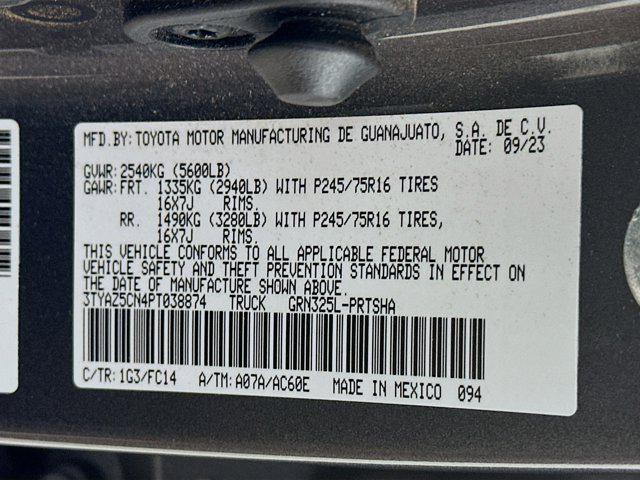 MFD.BY:TOYOTA MOTOR MANUFACTURING DE GUANAJUATO, S.A. DE C.V.
DATE: 09/23
GVWR:2540KG (5600LB)
GAWR:FRT. 1335KG (2940LB) WITH P245/75R16 TIRES
16X7J RIMS.
RR. 1490KG (3280LB) WITH P245/75R16 TIRES,
16X7J RIMS.
THIS VEHICLE CONFORMS TO ALL APPLICABLE FEDERAL MOTOR
VEHICLE SAFETY AND THEFT PREVENTION STANDARDS IN EFFECT ON
THE DATE OF MANUFACTURE SHOWN ABOVE.
3TYAZ5CN4PT038874 TRUCK GRN325L-PRTSHA
C/TR:1G3/FC14 A/TM:A07A/AC60E MADE IN MEXICO 094